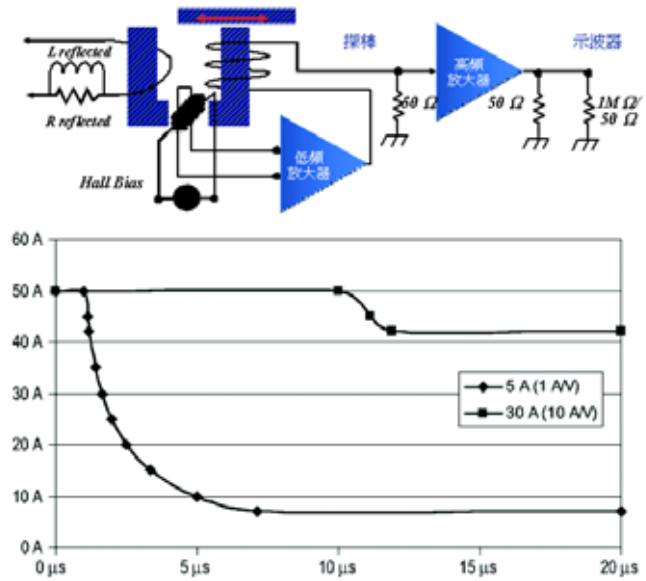 L reflected
R reflected
Hall Bias
探棒
示波器
高頻
放大器
低頻
放大器
50 Ω
50 Ω
1M Ω/
50 Ω
60 A
50 A
40 A
30 A
20 A
10 A
0 A
5 A (1 A/V)
30 A (10 A/V)
0 µs
5 µs
10 µs
15 µs
20 µs